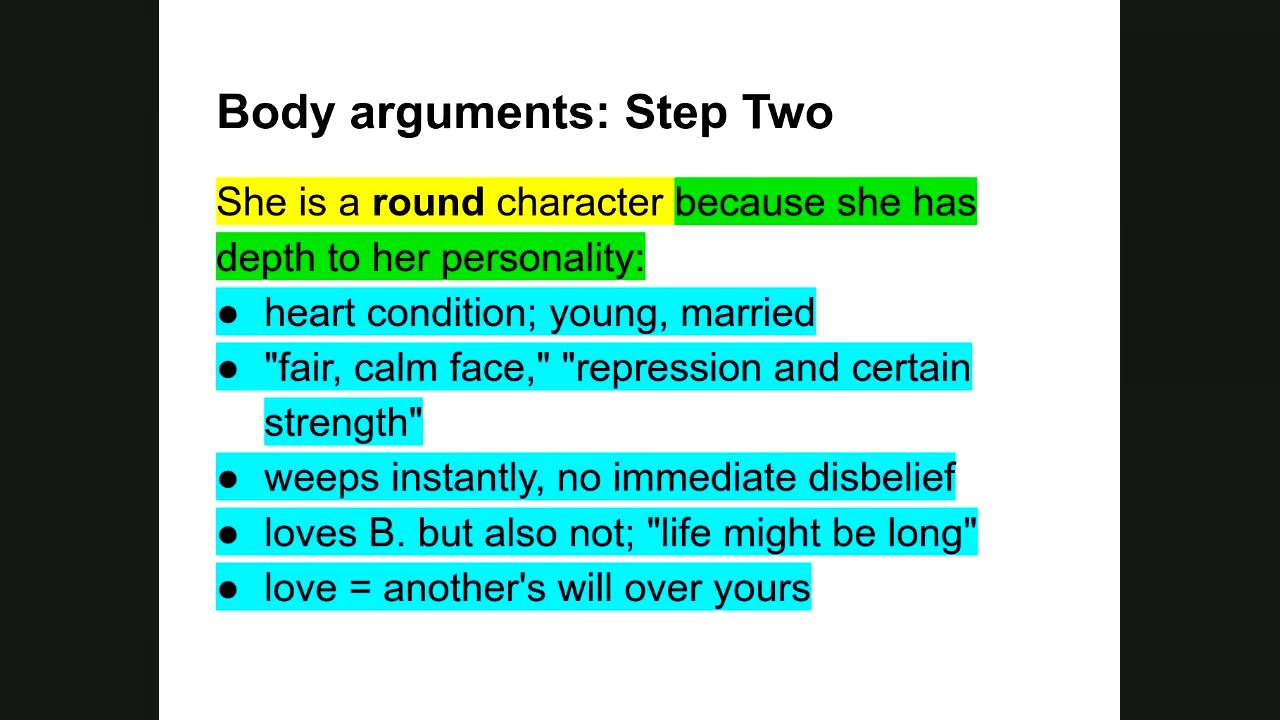 Body arguments: Step Two
She is a round character because she has
depth to her personality:
● heart condition; young, married
● "fair, calm face," "repression and certain
strength"
● weeps instantly, no immediate disbelief
● loves B. but also not; "life might be long"
● love = another's will over yours